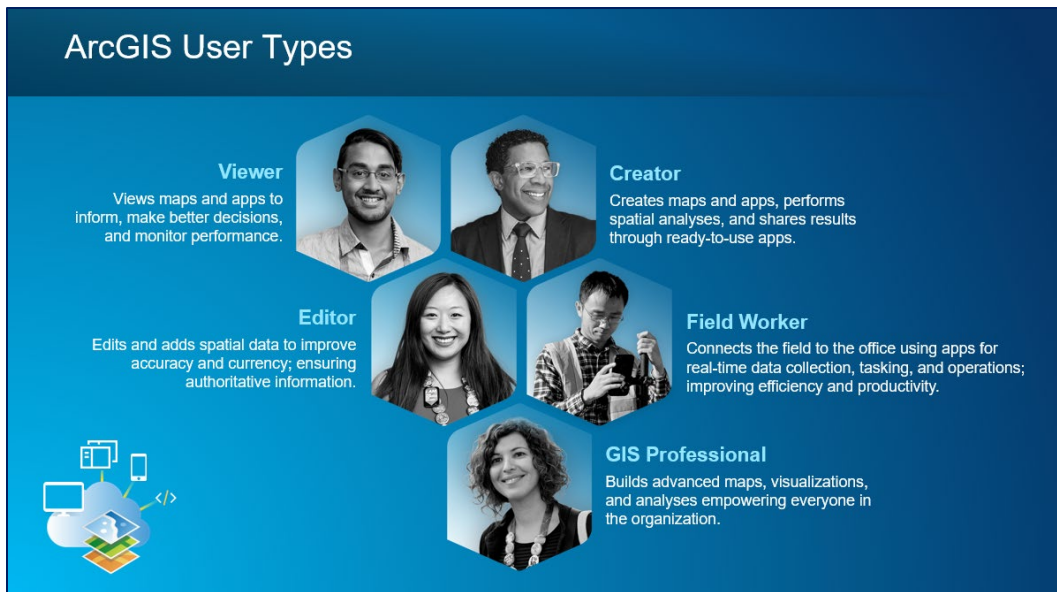 ArcGIS User Types
Viewer
Views maps and apps to
inform, make better decisions,
and monitor performance.
Creator
Creates maps and apps, performs
spatial analyses, and shares results
through ready-to-use apps.
Editor
Edits and adds spatial data to improve
accuracy and currency; ensuring
authoritative information.
Field Worker
Connects the field to the office using apps for
real-time data collection, tasking, and operations;
improving efficiency and productivity.
GIS Professional
Builds advanced maps, visualizations,
and analyses empowering everyone in
the organization.
</>